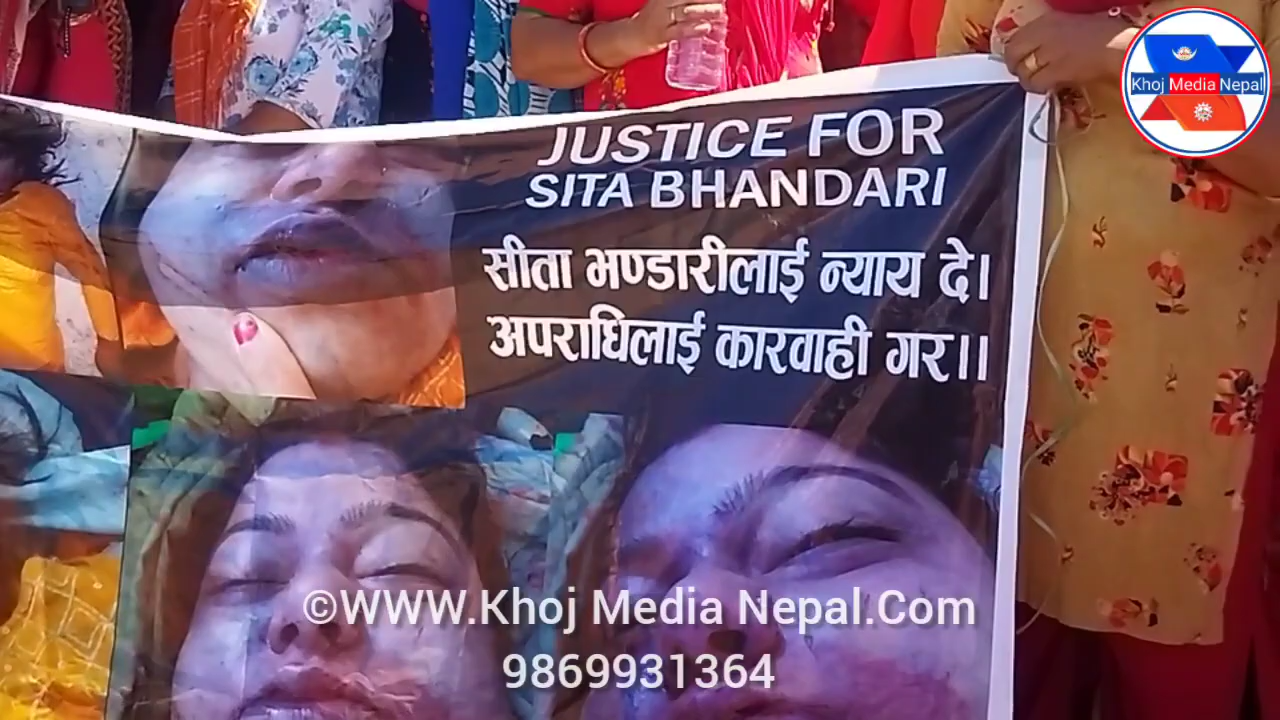 Khoj Media Nepal
JUSTICE FOR
SITA BHANDARI
सीता भण्डारीलाई न्याय दे।
अपराधिलाई कारवाही गर।।
©WWW.Khoj Media Nepal.Com
9869931364